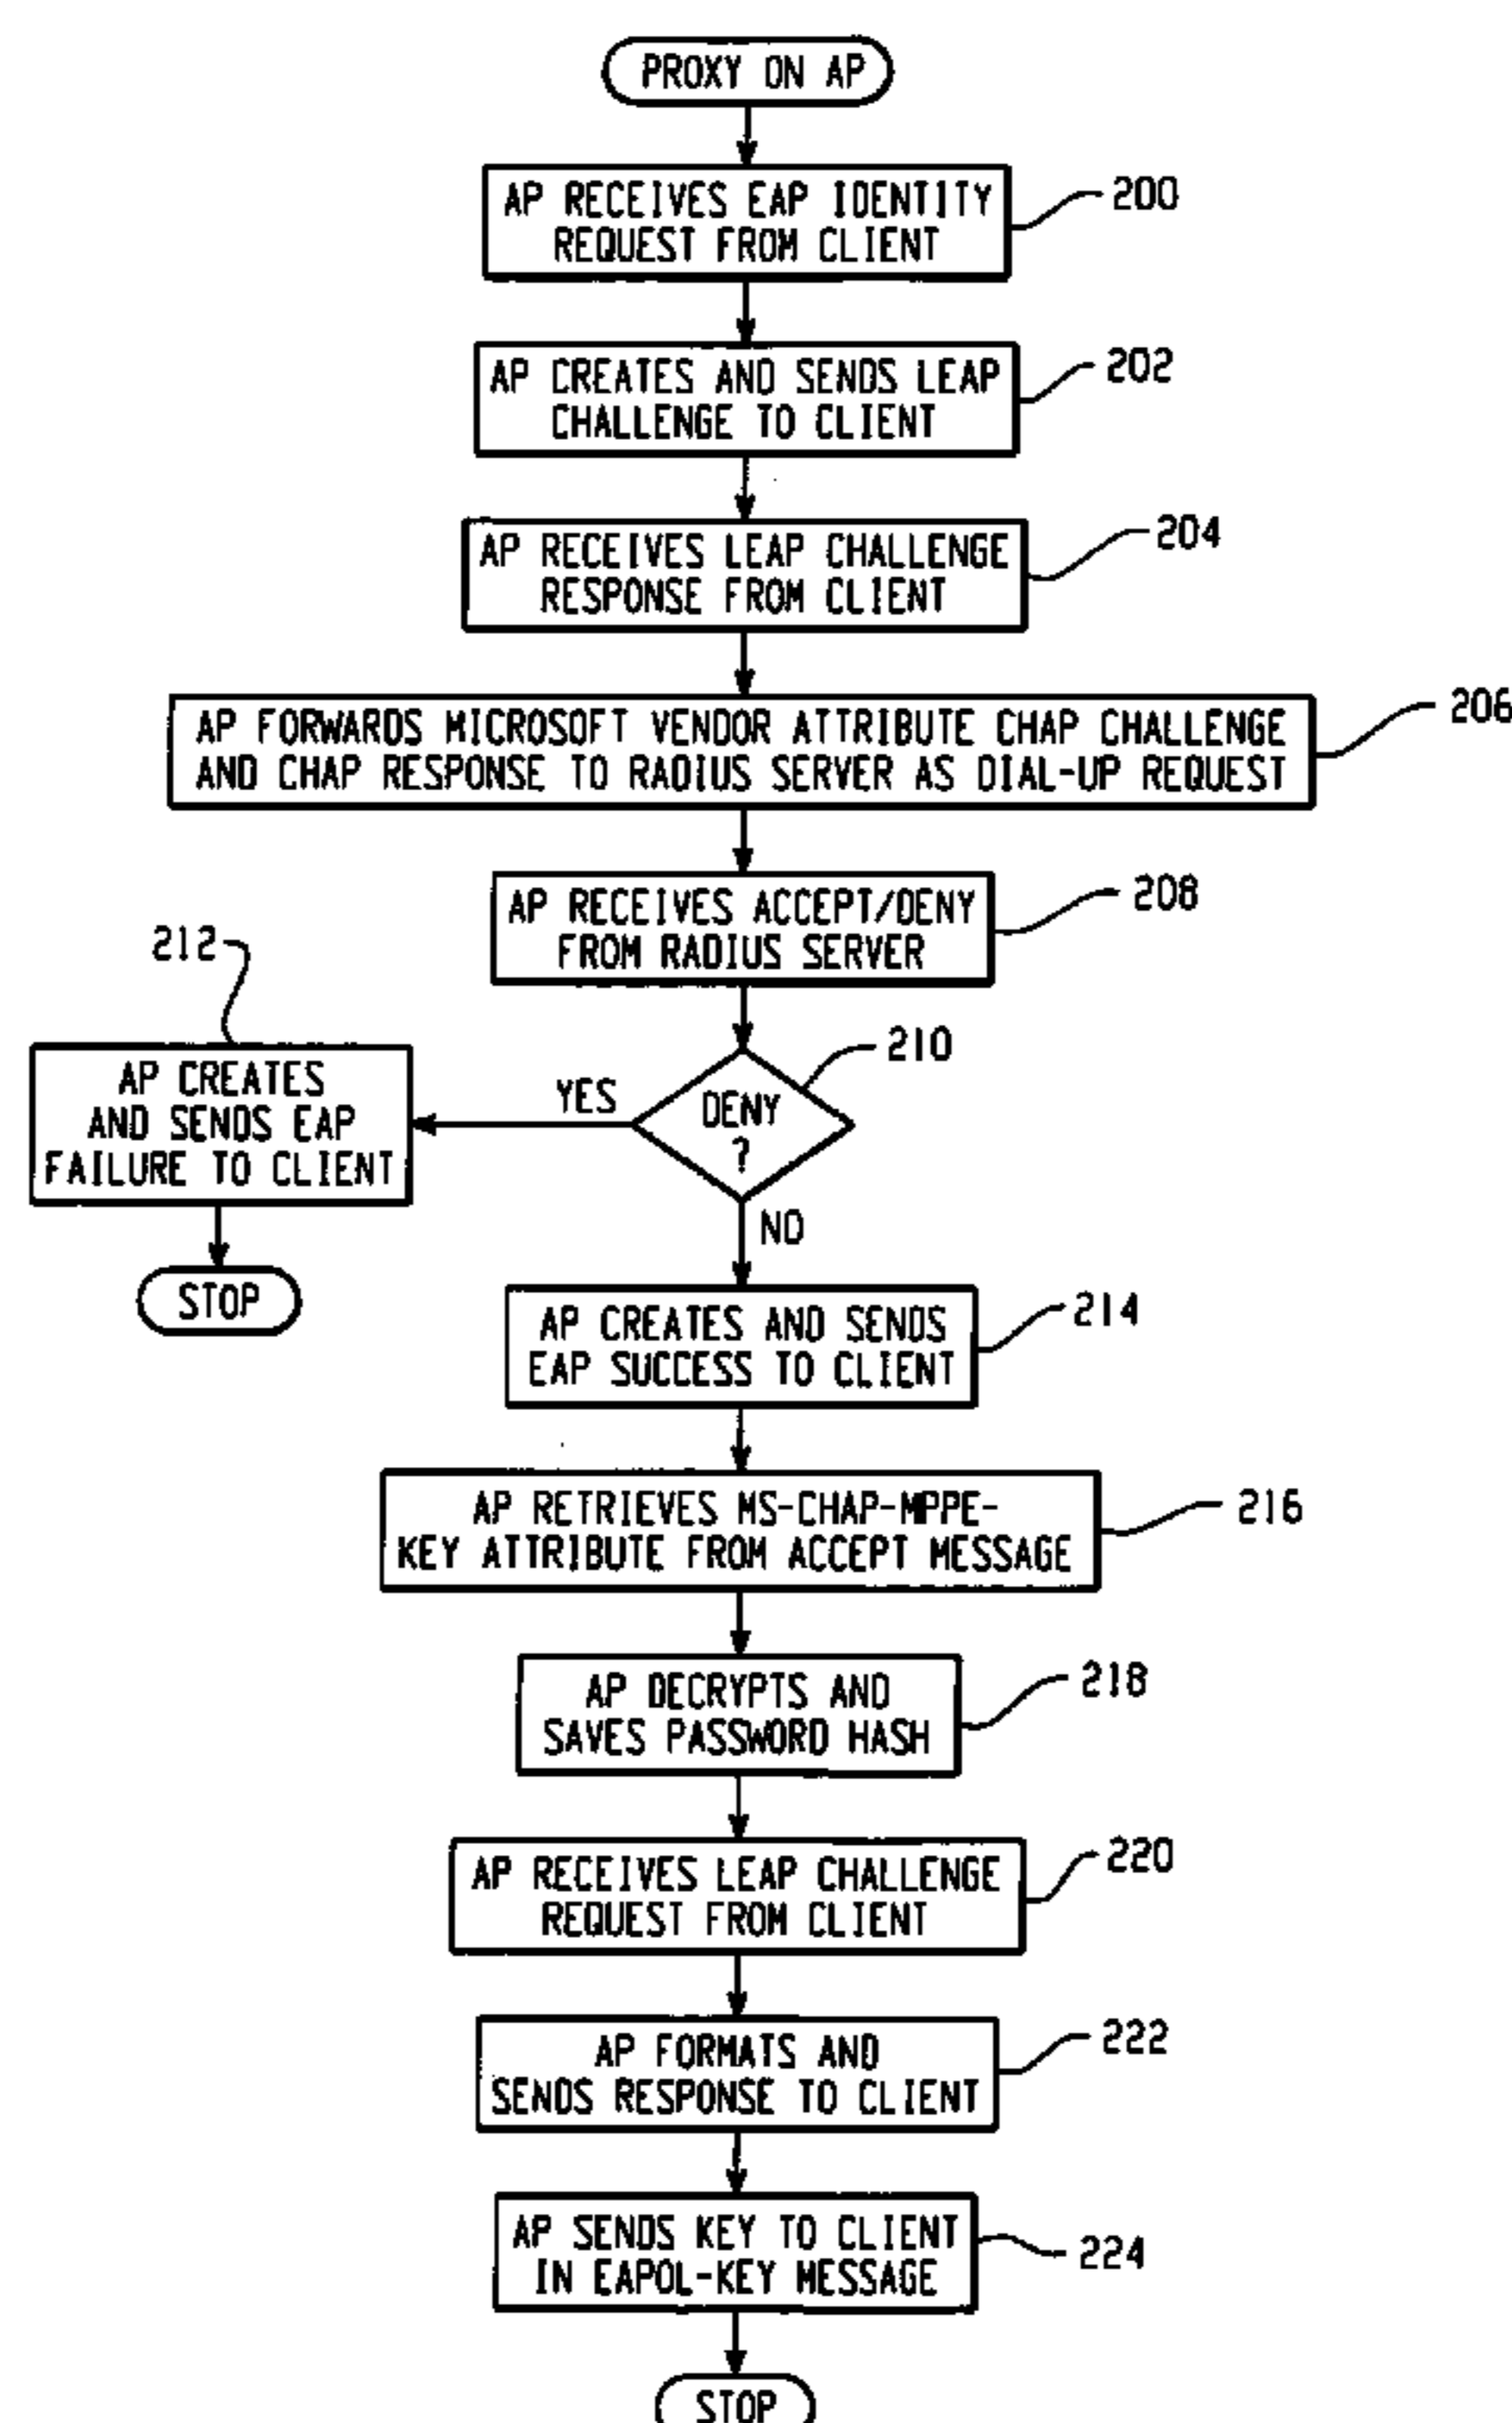 PROXY ON AP
AP RECEIVES EAP IDENTITY
REQUEST FROM CLIENT
200
AP CREATES AND SENDS LEAP
CHALLENGE TO CLIENT
202
AP RECEIVES LEAP CHALLENGE
RESPONSE FROM CLIENT
204
AP FORWARDS MICROSOFT VENDOR ATTRIBUTE CHAP CHALLENGE
AND CHAP RESPONSE TO RADIUS SERVER AS DIAL-UP REQUEST
206
AP RECEIVES ACCEPT/DENY
FROM RADIUS SERVER
208
DENY
?
210
YES
212
AP CREATES
AND SENDS EAP
FAILURE TO CLIENT
STOP
NO
AP CREATES AND SENDS
EAP SUCCESS TO CLIENT
214
AP RETRIEVES MS-CHAP-MPPE-
KEY ATTRIBUTE FROM ACCEPT MESSAGE
216
AP DECRYPTS AND
SAVES PASSWORD HASH
218
AP RECEIVES LEAP CHALLENGE
REQUEST FROM CLIENT
220
AP FORMATS AND
SENDS RESPONSE TO CLIENT
222
AP SENDS KEY TO CLIENT
IN EAPOL-KEY MESSAGE
224
STOP